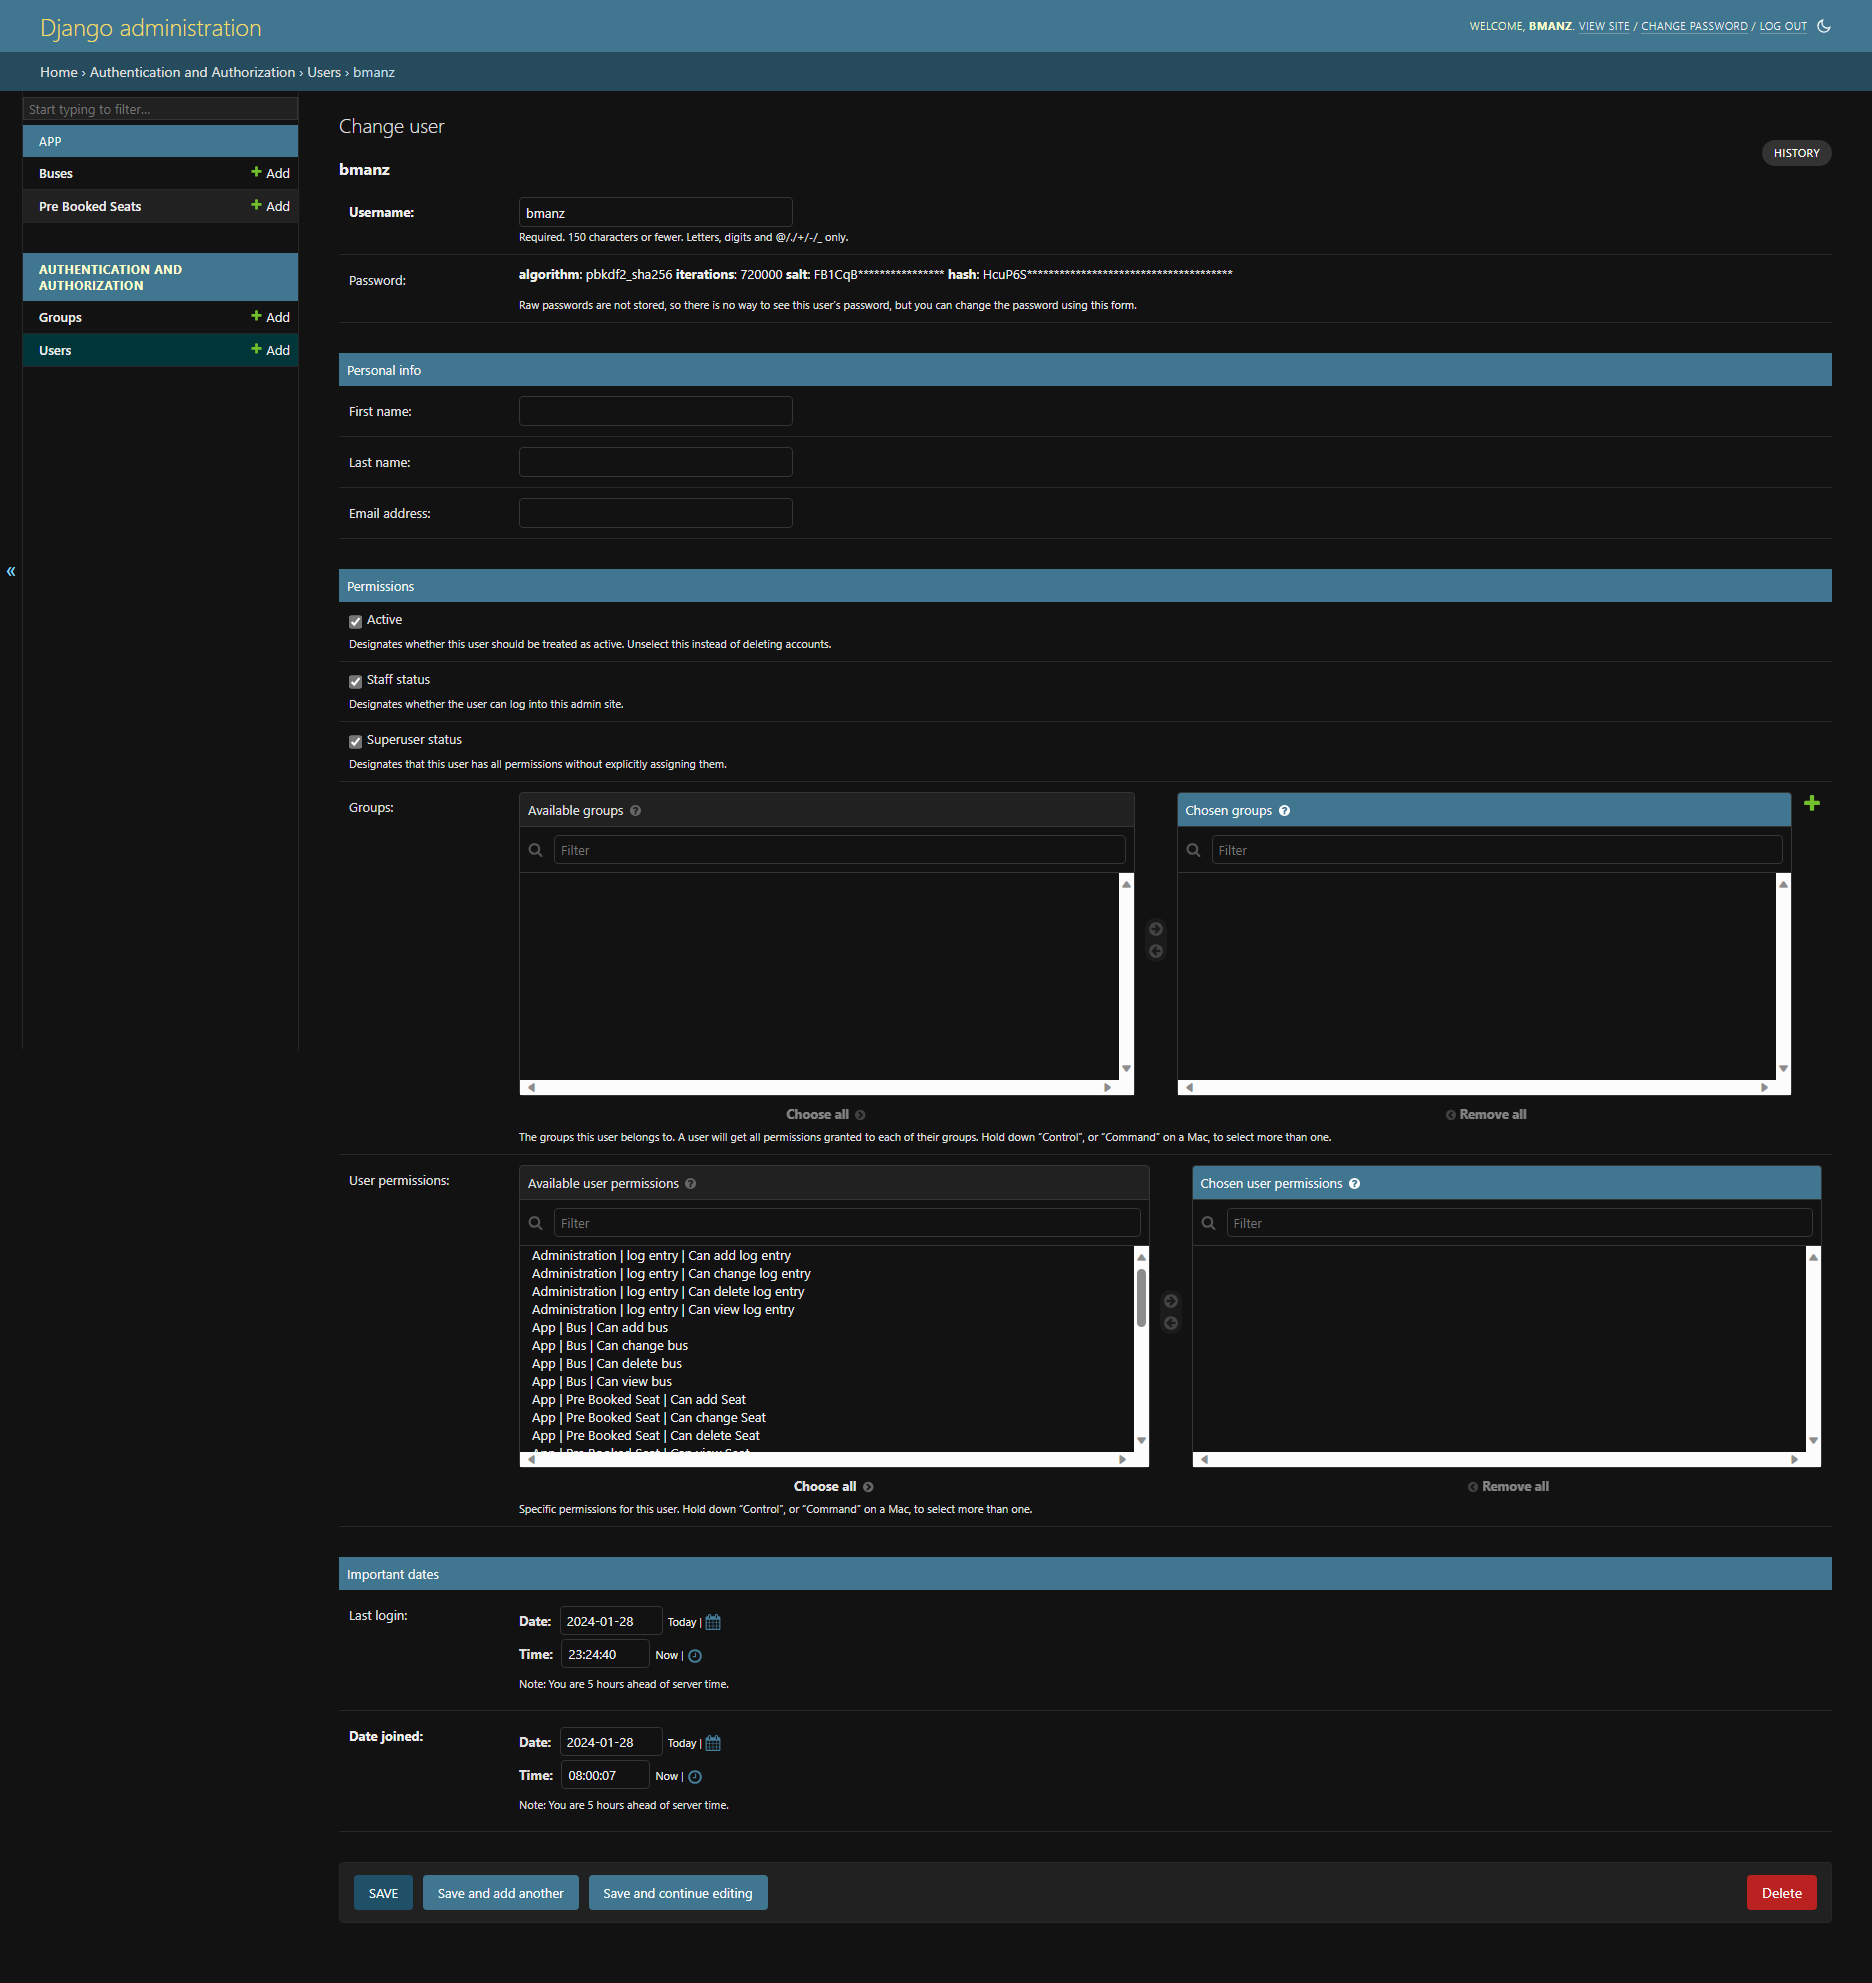 Django administration
WELCOME, BMANZ. VIEW SITE / CHANGE PASSWORD / LOG OUT
Home › Authentication and Authorization › Users › bmanz
Start typing to filter...
APP
Buses
Add
Pre Booked Seats
Add
AUTHENTICATION AND
AUTHORIZATION
Groups
Add
Users
Add
«
Change user
HISTORY
bmanz
Username:
bmanz
Required. 150 characters or fewer. Letters, digits and @/./+/-/_ only.
Password:
algorithm: pbkdf2_sha256 iterations: 720000 salt: FB1CqB**************** hash: HcuP6S**************************************
Raw passwords are not stored, so there is no way to see this user's password, but you can change the password using this form.
Personal info
First name:
Last name:
Email address:
Permissions
Active
Designates whether this user should be treated as active. Unselect this instead of deleting accounts.
Staff status
Designates whether the user can log into this admin site.
Superuser status
Designates that this user has all permissions without explicitly assigning them.
Groups:
Available groups ?
Filter
Choose all
Chosen groups ?
Filter
Remove all
The groups this user belongs to. A user will get all permissions granted to each of their groups. Hold down “Control”, or “Command” on a Mac, to select more than one.
User permissions:
Available user permissions ?
Filter
Administration | log entry | Can add log entry
Administration | log entry | Can change log entry
Administration | log entry | Can delete log entry
Administration | log entry | Can view log entry
App | Bus | Can add bus
App | Bus | Can change bus
App | Bus | Can delete bus
App | Bus | Can view bus
App | Pre Booked Seat | Can add Seat
App | Pre Booked Seat | Can change Seat
App | Pre Booked Seat | Can delete Seat
App | Pre Booked Seat | Can view Seat
Choose all
Chosen user permissions ?
Filter
Remove all
Specific permissions for this user. Hold down “Control”, or “Command” on a Mac, to select more than one.
Important dates
Last login:
Date: 2024-01-28 Today |
Time: 23:24:40 Now |
Note: You are 5 hours ahead of server time.
Date joined:
Date: 2024-01-28 Today |
Time: 08:00:07 Now |
Note: You are 5 hours ahead of server time.
SAVE
Save and add another
Save and continue editing
Delete